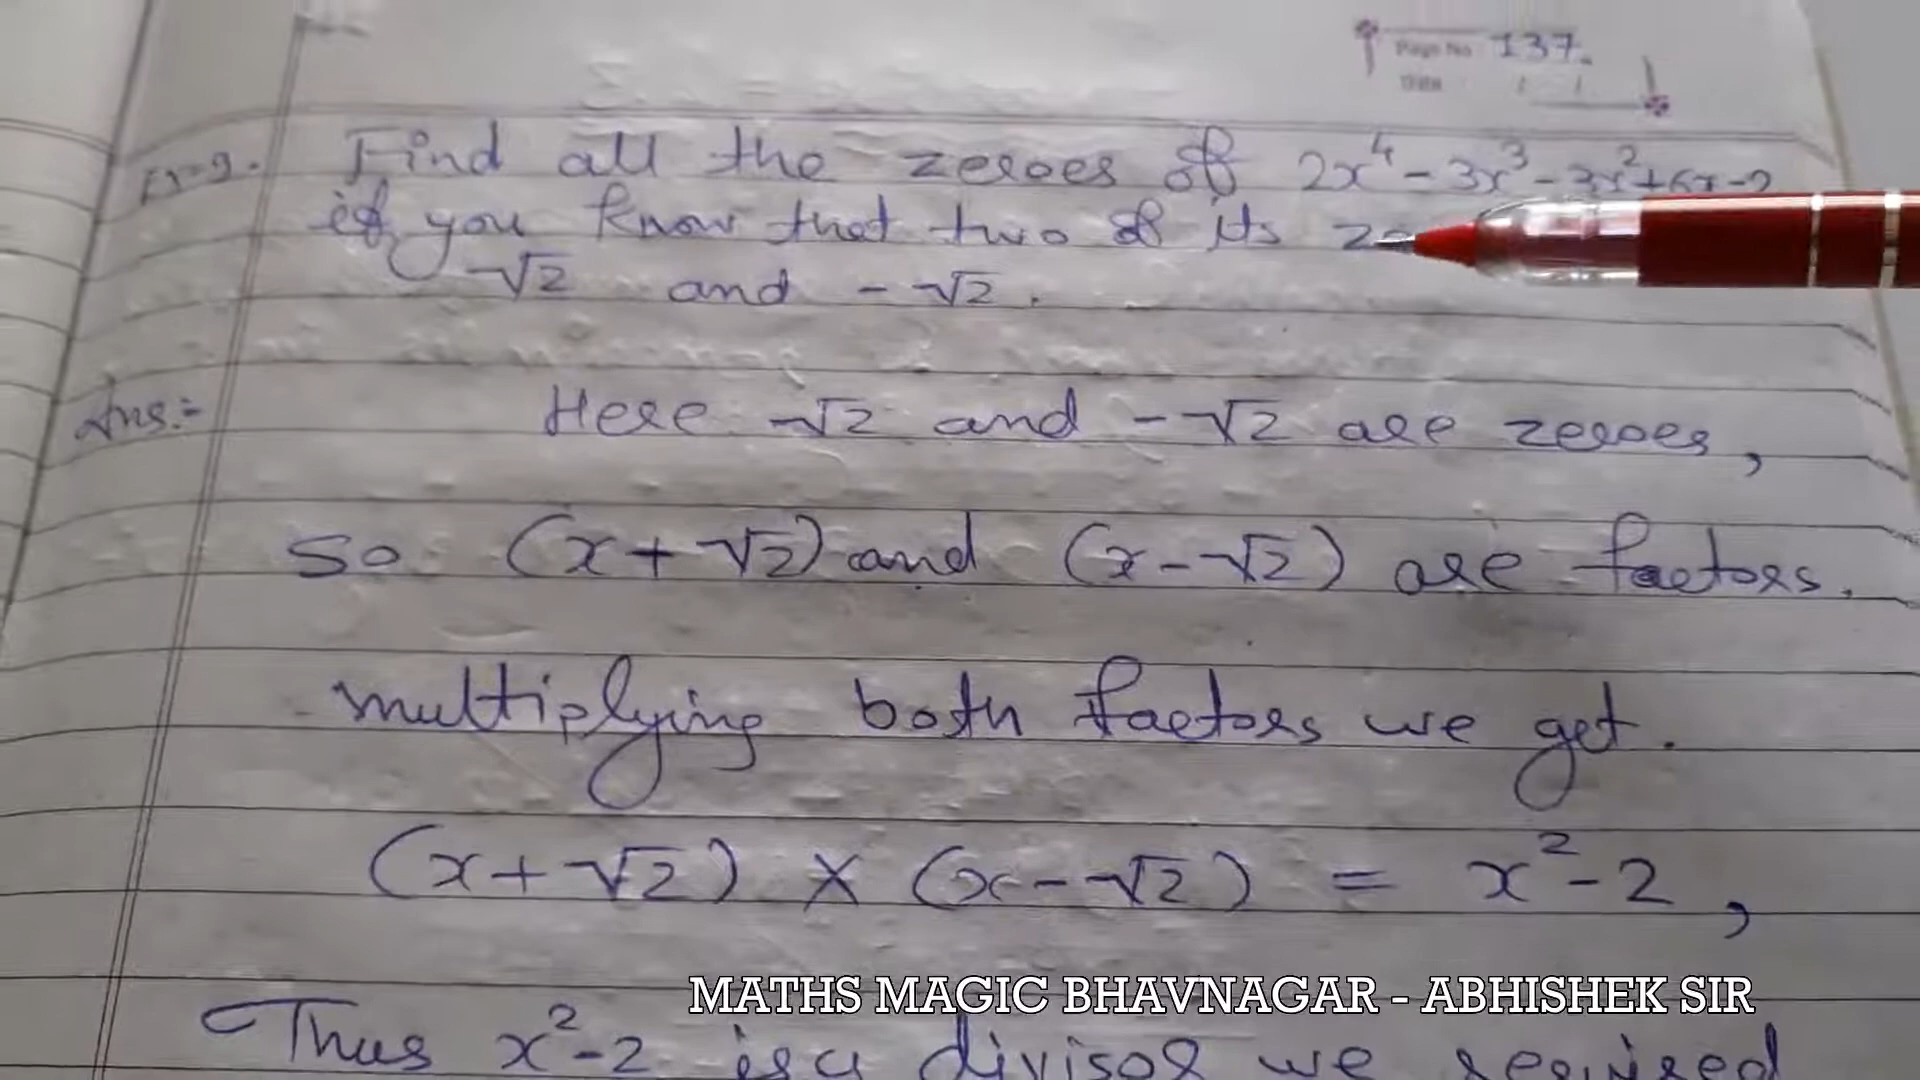 Page No 137.
Ex-9. Find all the zeroes of 2x⁴-3x³-3x²+6x-2
if you know that two of its
√2 and -√2.
Ans:- Here √2 and -√2 are zeroes,
so (x+√2) and (x-√2) are factors.
multiplying both factors we get.
(x+√2) × (x-√2) = x²-2,
MATHS MAGIC BHAVNAGAR - ABHISHEK SIR
Thus x²-2 is a divisor we required